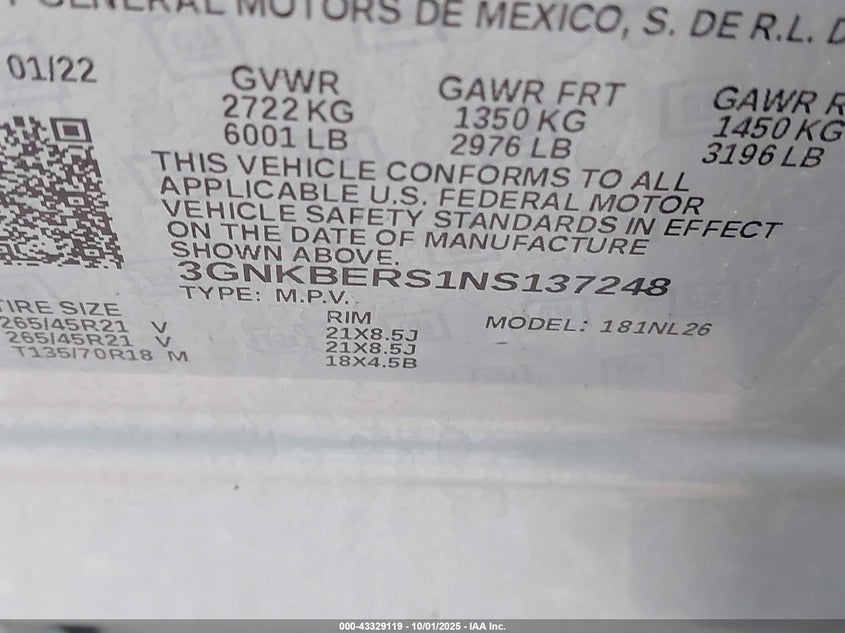 GENERAL MOTORS DE MEXICO, S. DE R.L. D
01/22
GVWR GAWR FRT GAWR R
2722 KG 1350 KG 1450 KG
6001 LB 2976 LB 3196 LB
THIS VEHICLE CONFORMS TO ALL
APPLICABLE U.S. FEDERAL MOTOR
VEHICLE SAFETY STANDARDS IN EFFECT
ON THE DATE OF MANUFACTURE
SHOWN ABOVE.
3GNKBERS1NS137248
TYPE: M.P.V.
TIRE SIZE RIM MODEL: 181NL26
265/45R21 V 21X8.5J
265/45R21 V 21X8.5J
T135/70R18 M 18X4.5B
000-43329119 - 10/01/2025 - IAA Inc.